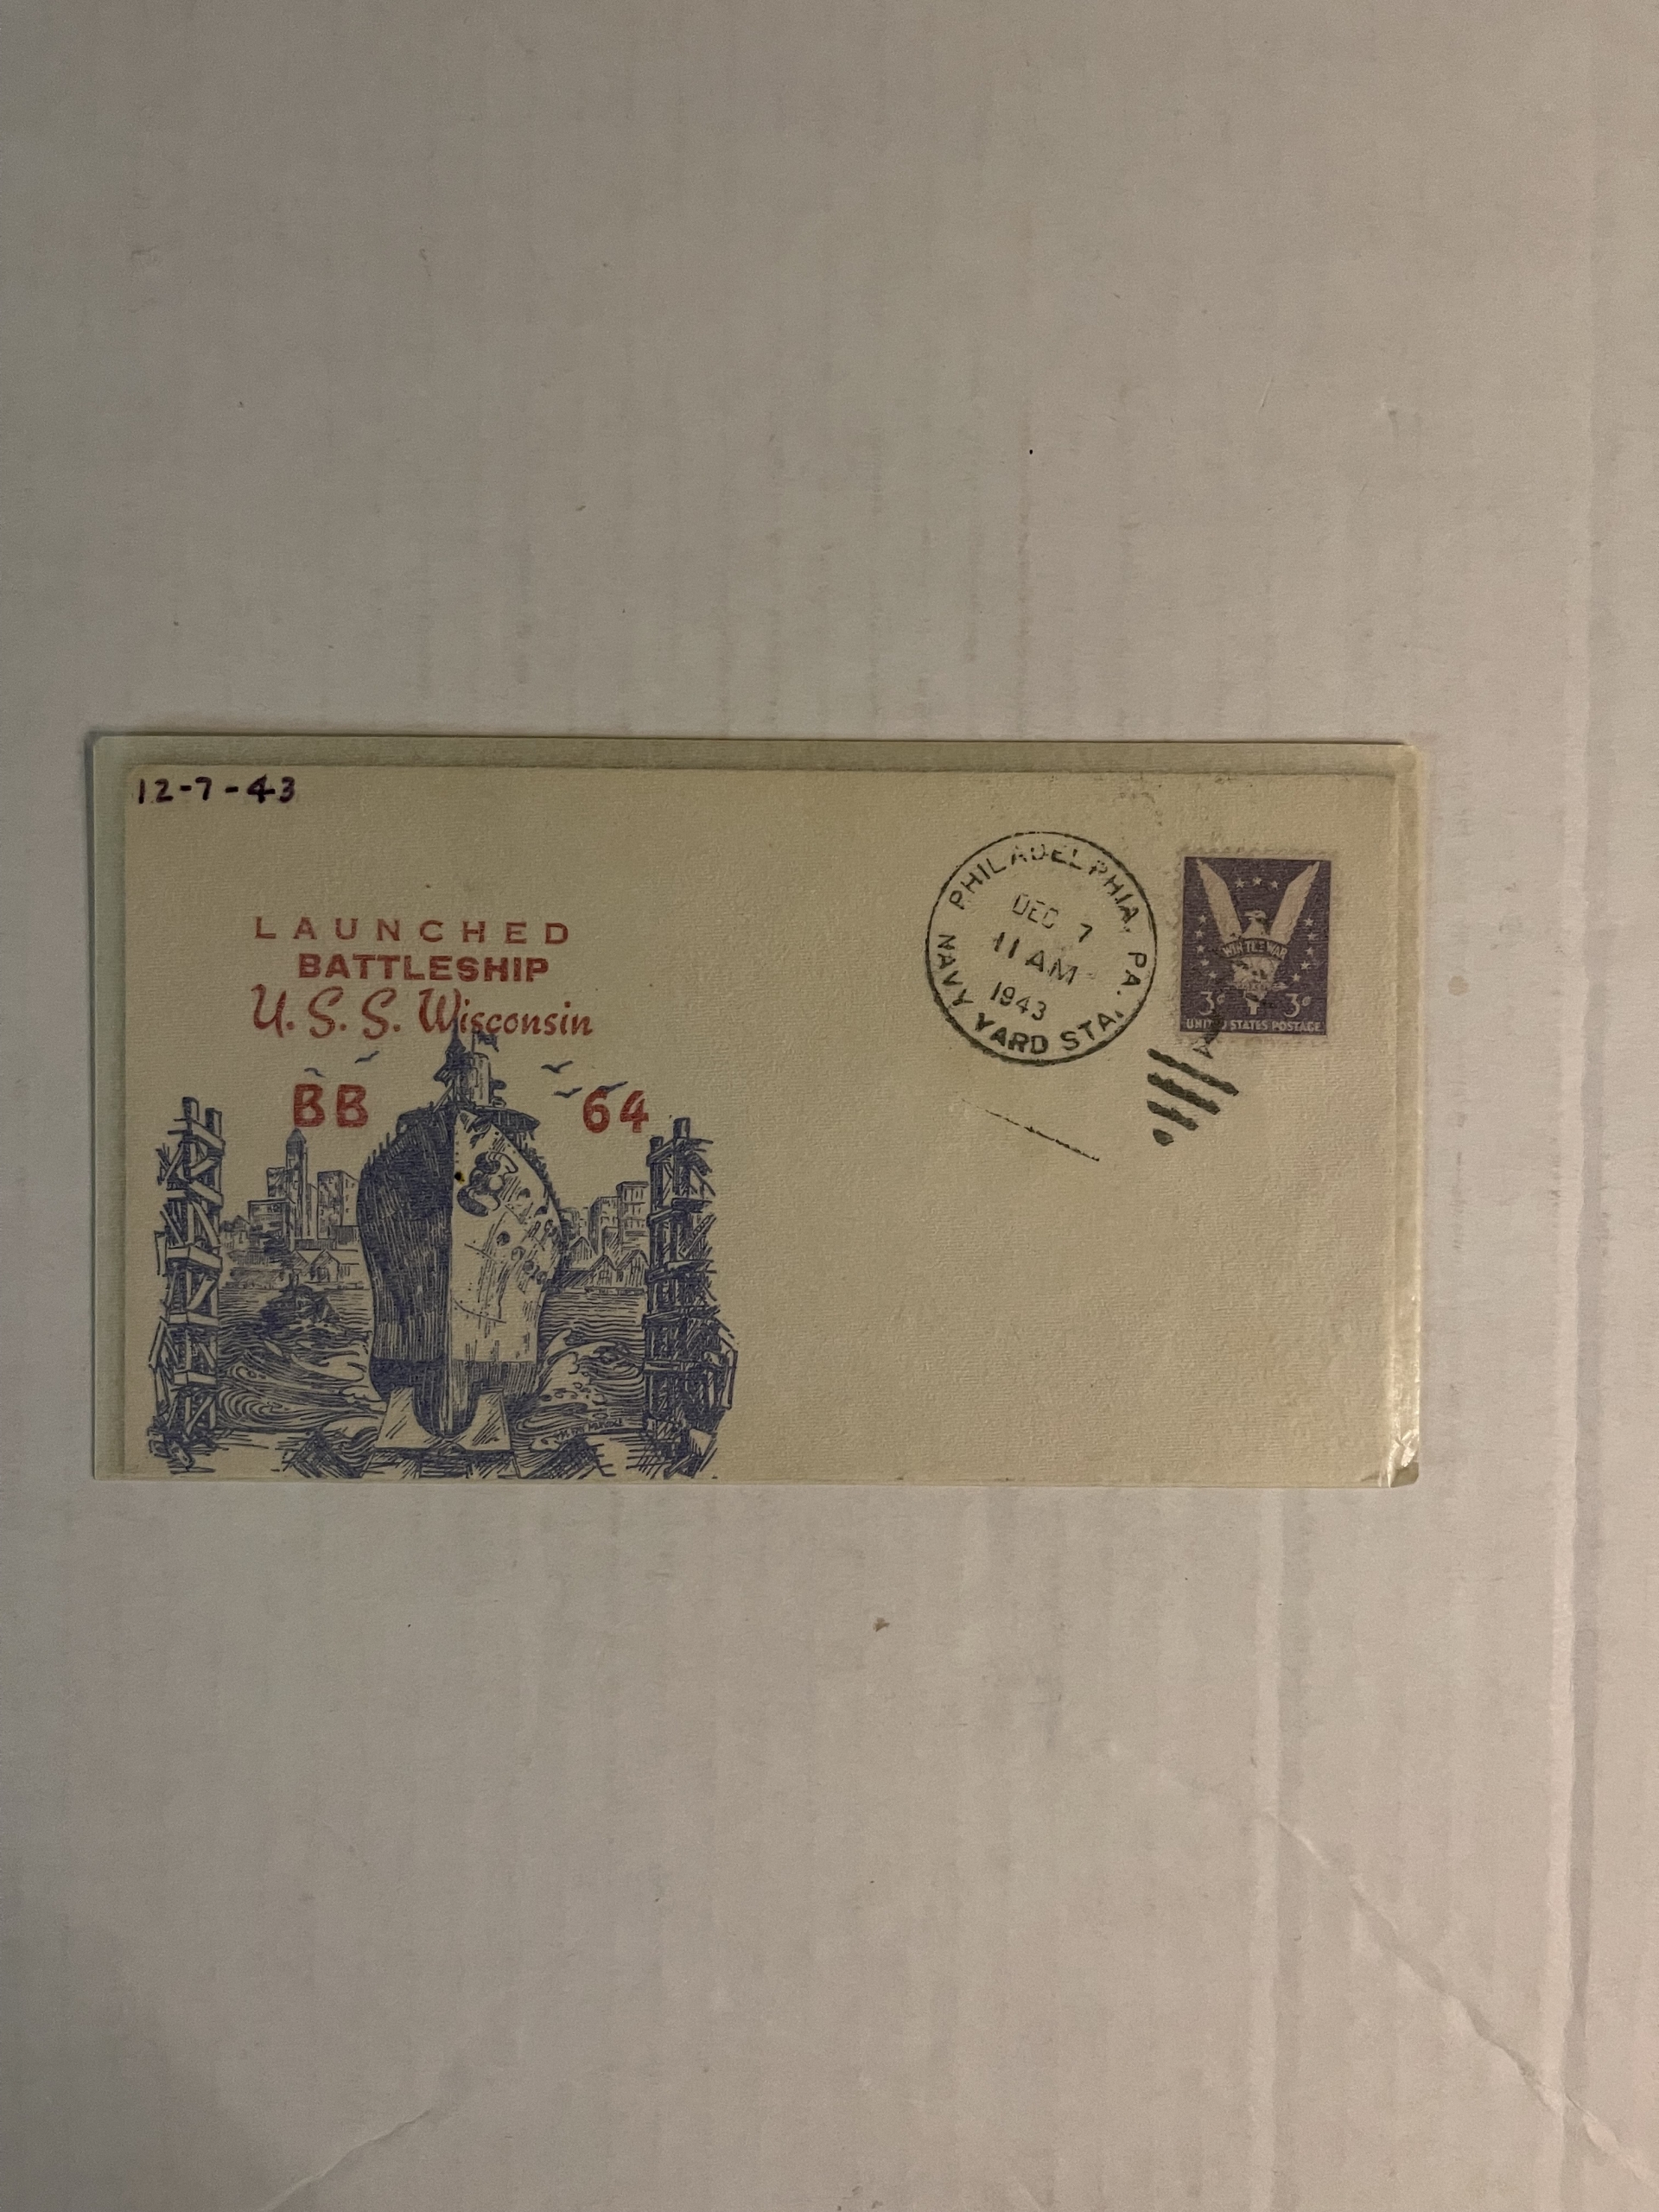 12-7-43
LAUNCHED
BATTLESHIP
U. S. S. Wisconsin
BB 64
PHILADELPHIA, PA.
DEC 7
11 AM
1943
NAVY YARD STA.
WIN THE WAR
3¢ 3¢
UNITED STATES POSTAGE